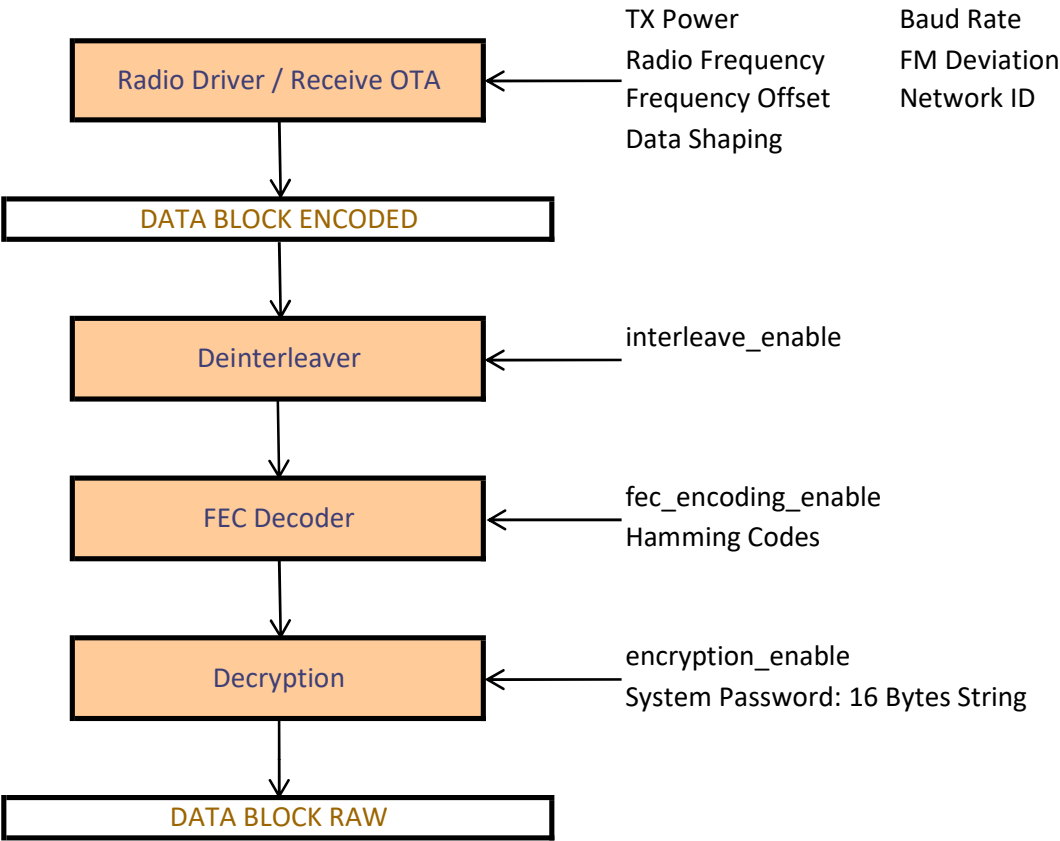 TX Power
Baud Rate
Radio Driver / Receive OTA
Radio Frequency
FM Deviation
Frequency Offset
Network ID
Data Shaping
DATA BLOCK ENCODED
Deinterleaver
interleave_enable
FEC Decoder
fec_encoding_enable
Hamming Codes
Decryption
encryption_enable
System Password: 16 Bytes String
DATA BLOCK RAW